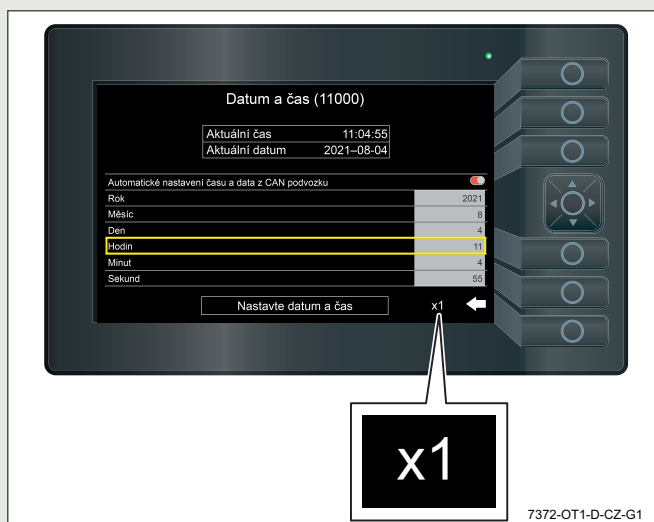 Datum a čas (11000)
Aktuální čas 11:04:55
Aktuální datum 2021–08–04
Automatické nastavení času a data z CAN podvozku
Rok 2021
Měsíc 8
Den 4
Hodin 11
Minut 4
Sekund 55
Nastavte datum a čas x1
x1
7372-OT1-D-CZ-G1